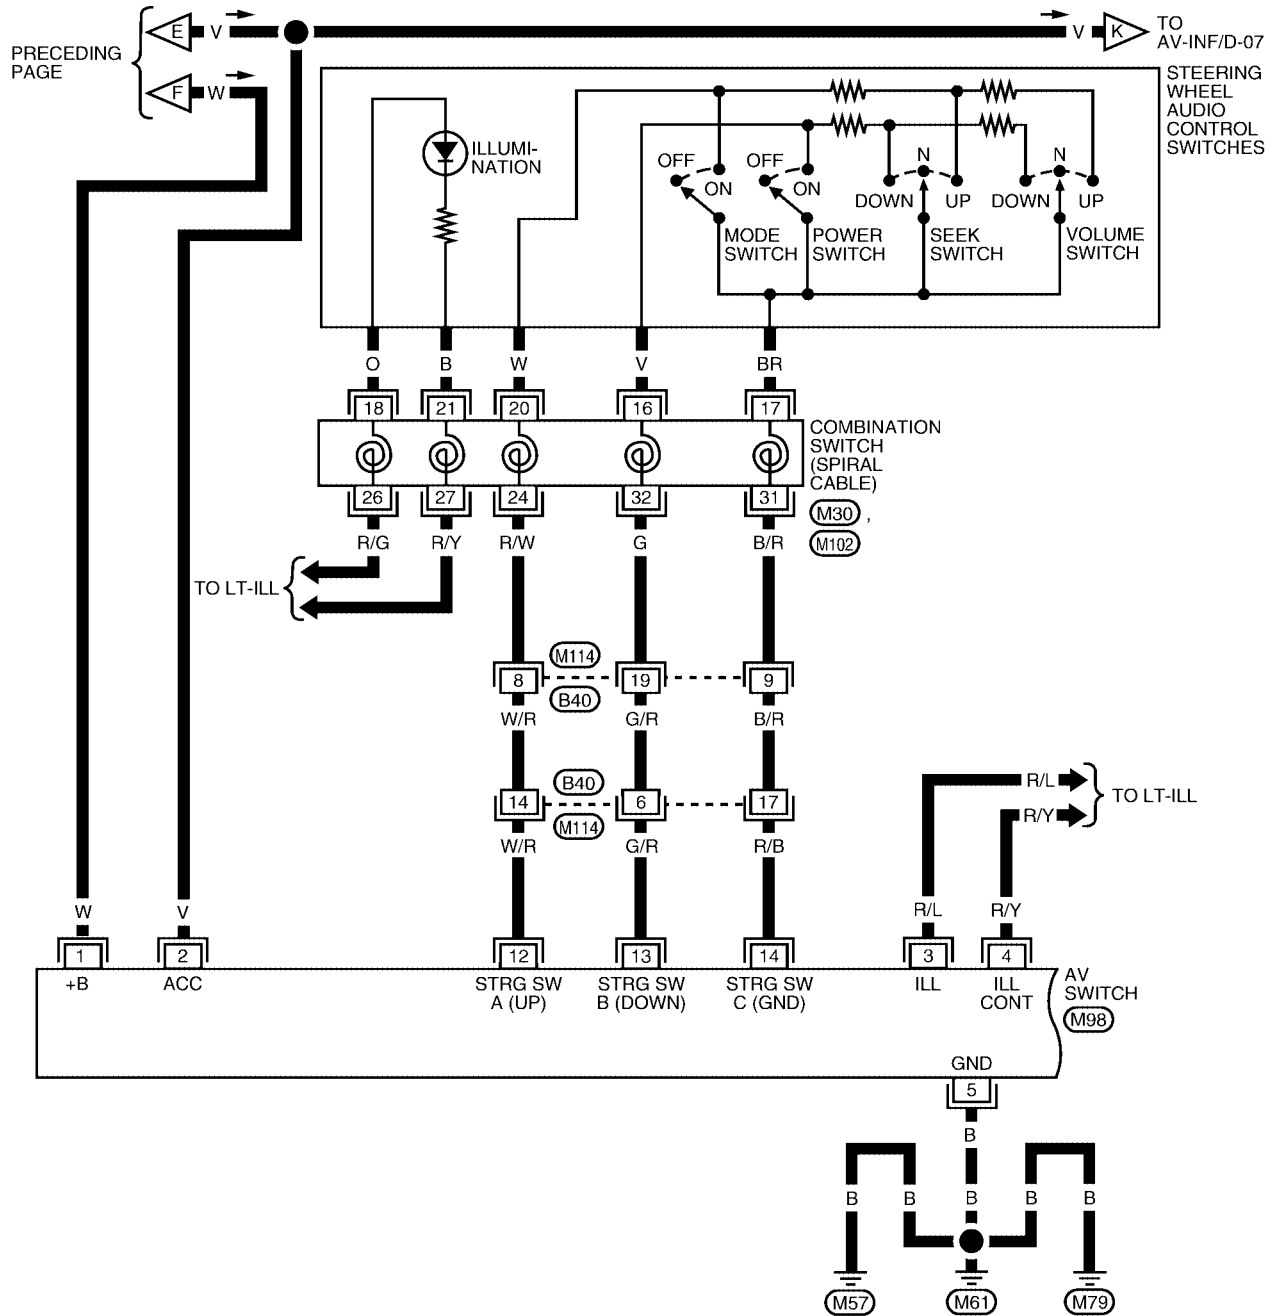 E V V K TO
AV-INF/D-07
PRECEDING
PAGE
F W
STEERING
WHEEL
AUDIO
CONTROL
SWITCHES
ILLUMI-
NATION
OFF ON
OFF ON
DOWN N UP
DOWN N UP
MODE
SWITCH
POWER
SWITCH
SEEK
SWITCH
VOLUME
SWITCH
O B W V BR
18 21 20 16 17
COMBINATION
SWITCH
(SPIRAL
CABLE)
26 27 24 32 31
M30 ,
M102
R/G R/Y R/W G B/R
TO LT-ILL
M114
8 19 9
B40
W/R G/R B/R
B40
14 6 17
M114
W/R G/R R/B
R/L
R/Y
TO LT-ILL
W V R/L R/Y
1 2 12 13 14 3 4
+B ACC
STRG SW
A (UP)
STRG SW
B (DOWN)
STRG SW
C (GND)
ILL
ILL
CONT
AV
SWITCH
M98
GND
5
B
B B B B B
M57 M61 M79